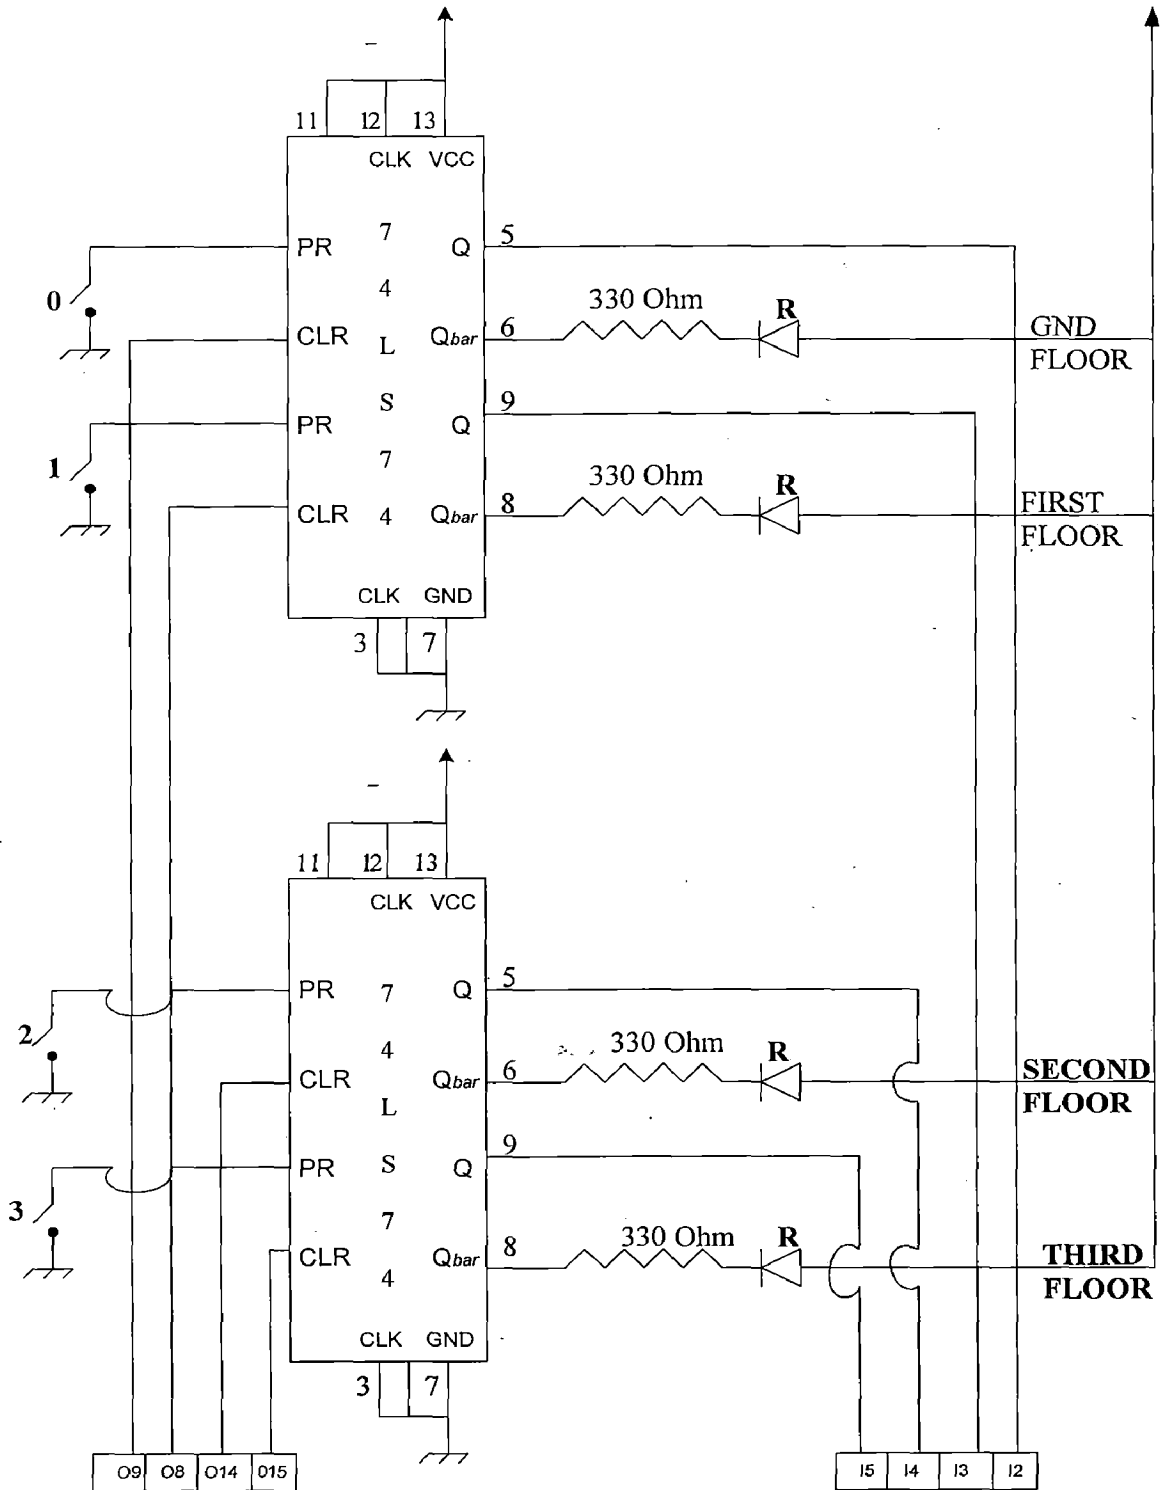 11 12 13
CLK VCC
PR 7 Q 5
0
4
330 Ohm R
CLR L Qbar 6
GND
FLOOR
S
9
PR Q
1
7
330 Ohm R
CLR 4 Qbar 8
FIRST
FLOOR
CLK GND
3 7
11 12 13
CLK VCC
PR 7 Q 5
2
4
330 Ohm R
CLR Qbar 6
SECOND
FLOOR
L
9
PR S Q
3
7
330 Ohm R
CLR 4 Qbar 8
THIRD
FLOOR
CLK GND
3 7
O9 O8 O14 015
I5 I4 I3 I2